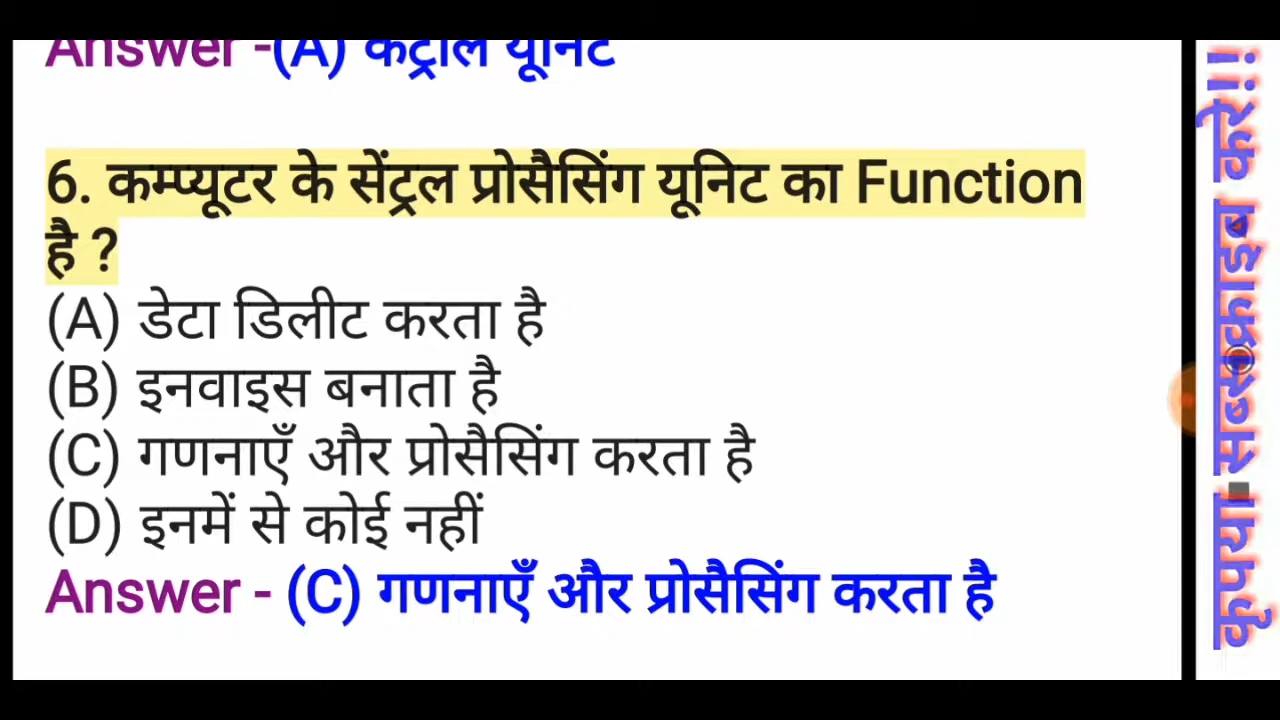 Answer -(A) कंट्रोल यूनिट
6. कम्प्यूटर के सेंट्रल प्रोसैसिंग यूनिट का Function
है ?
(A) डेटा डिलीट करता है
(B) इनवाइस बनाता है
(C) गणनाएँ और प्रोसैसिंग करता है
(D) इनमें से कोई नहीं
Answer - (C) गणनाएँ और प्रोसैसिंग करता है
कृपया सब्सक्राइब करे!!